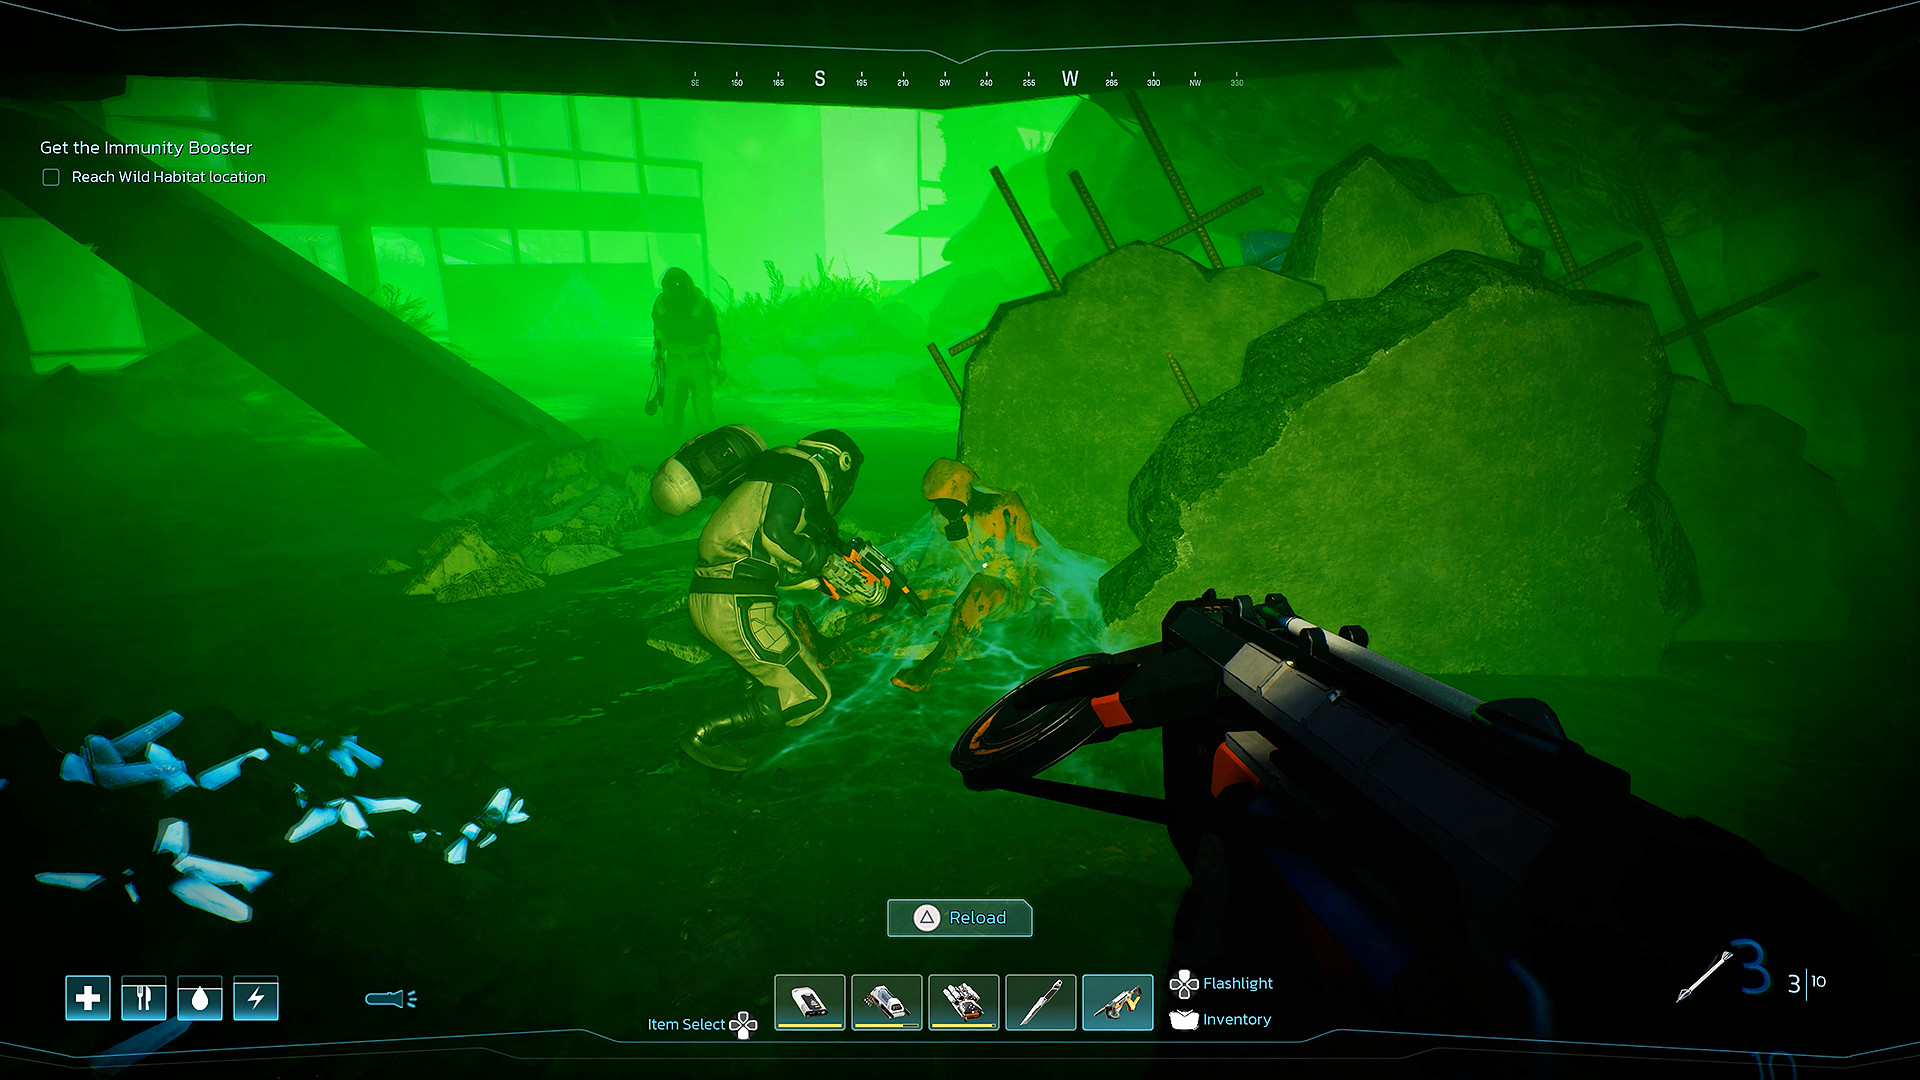 SE 150 165 S 195 210 SW 240 255 W 285 300 NW 330
Get the Immunity Booster
Reach Wild Habitat location
Reload
3
3|10
Flashlight
Item Select
Inventory
10